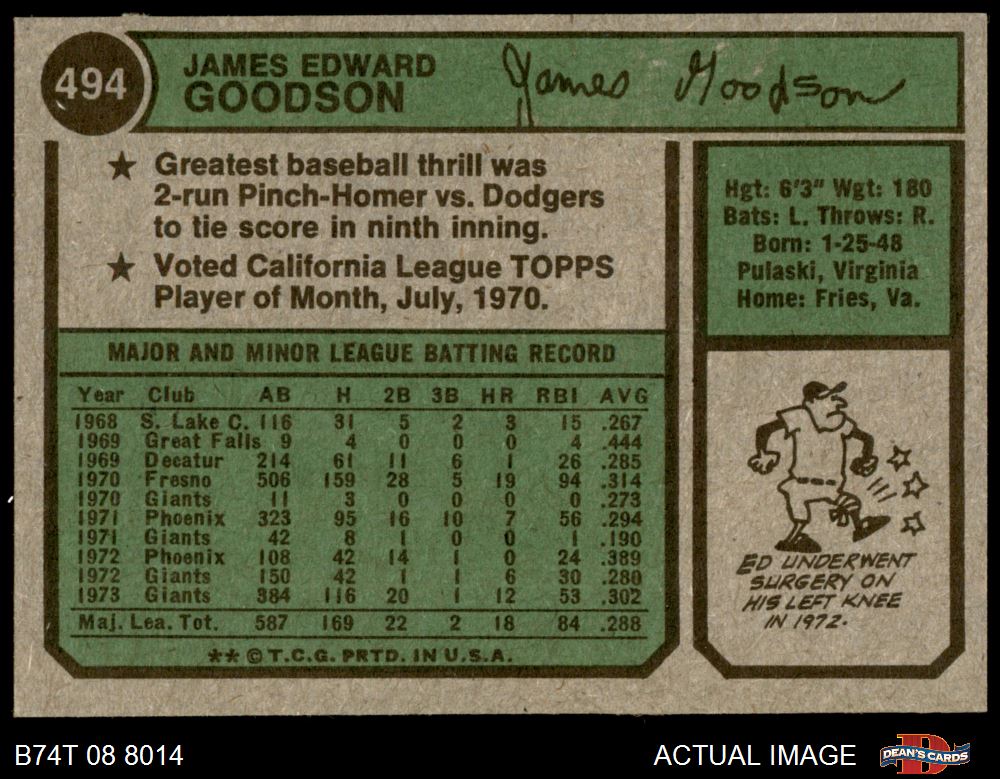 494
JAMES EDWARD
GOODSON
James Goodson
★ Greatest baseball thrill was
2-run Pinch-Homer vs. Dodgers
to tie score in ninth inning.
★ Voted California League TOPPS
Player of Month, July, 1970.
Hgt: 6'3" Wgt: 180
Bats: L. Throws: R.
Born: 1-25-48
Pulaski, Virginia
Home: Fries, Va.
MAJOR AND MINOR LEAGUE BATTING RECORD
Year Club AB H 2B 3B HR RBI AVG
1968 S. Lake C. 116 31 5 2 3 15 .267
1969 Great Falls 9 4 0 0 0 4 .444
1969 Decatur 214 61 11 6 1 26 .285
1970 Fresno 506 159 28 5 19 94 .314
1970 Giants 11 3 0 0 0 0 .273
1971 Phoenix 323 95 16 10 7 56 .294
1971 Giants 42 8 1 0 0 1 .190
1972 Phoenix 108 42 14 1 0 24 .389
1972 Giants 150 42 1 1 6 30 .280
1973 Giants 384 116 20 1 12 53 .302
Maj. Lea. Tot. 587 169 22 2 18 84 .288
** © T.C.G. PRTD. IN U.S.A.
ED UNDERWENT
SURGERY ON
HIS LEFT KNEE
IN 1972.
B74T 08 8014
ACTUAL IMAGE
D
DEAN'S CARDS